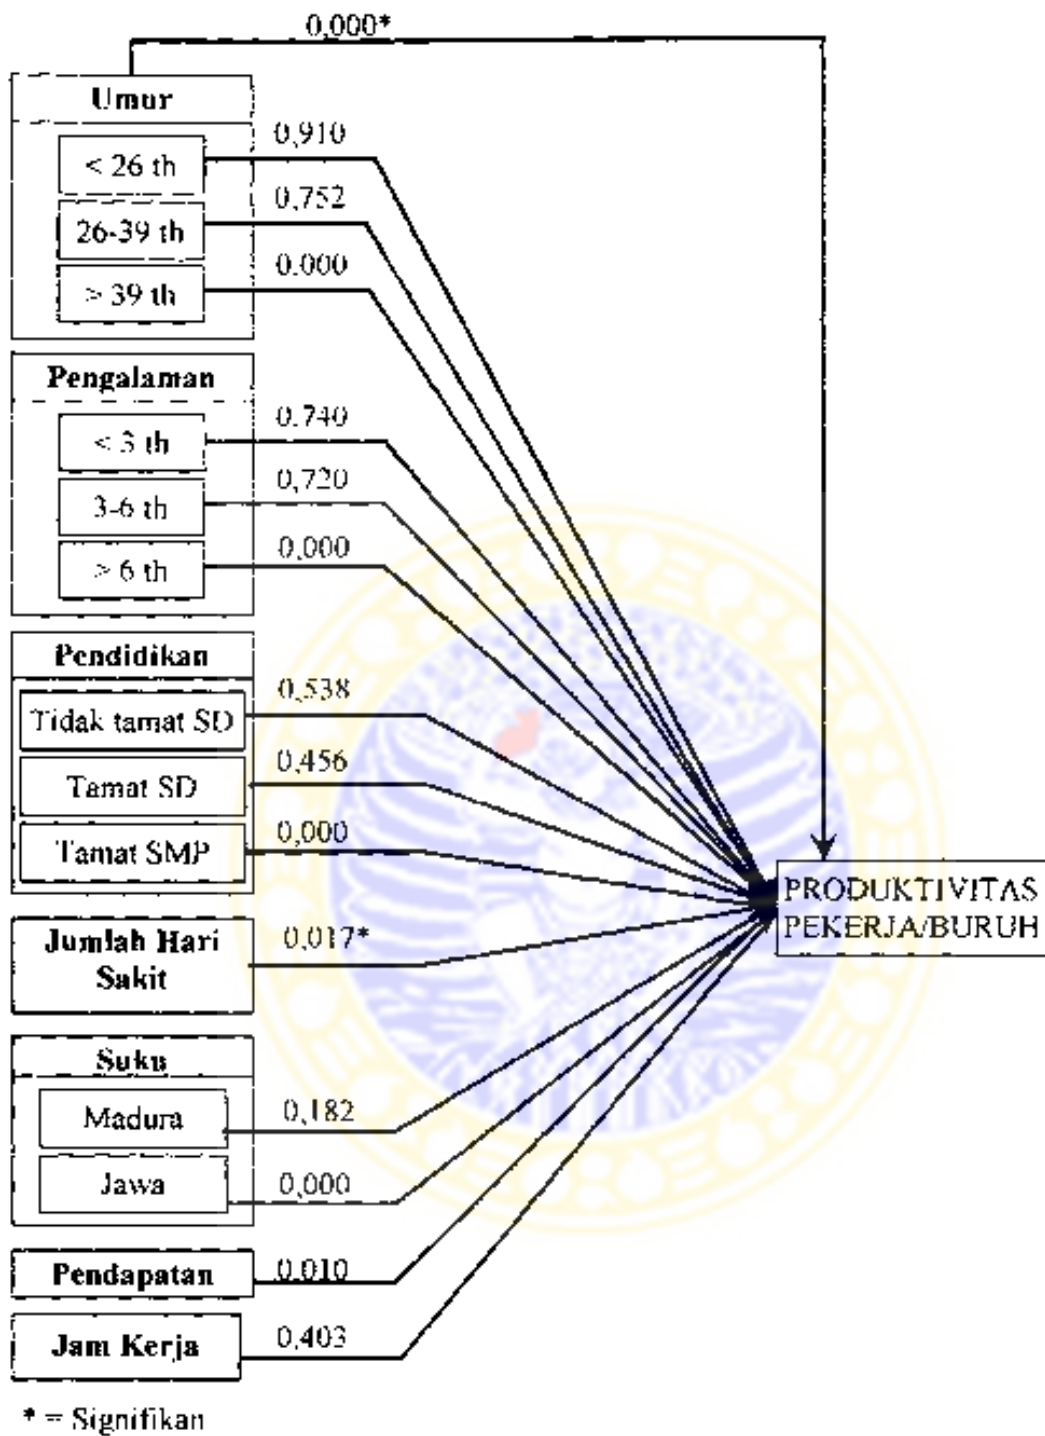 0,000*
Umur
< 26 th
0,910
26-39 th
0,752
> 39 th
0.000
Pengalaman
< 3 th
0.740
3-6 th
0,720
> 6 th
0,000
Pendidikan
Tidak tamat SD
0,538
Tamat SD
0,456
Tamat SMP
0,000
Jumlah Hari
Sakit
0,017*
PRODUKTIVITAS
PEKERJA/BURUH
Suku
Madura
0,182
Jawa
0,000
Pendapatan
0.010
Jam Kerja
0,403
* = Signifikan